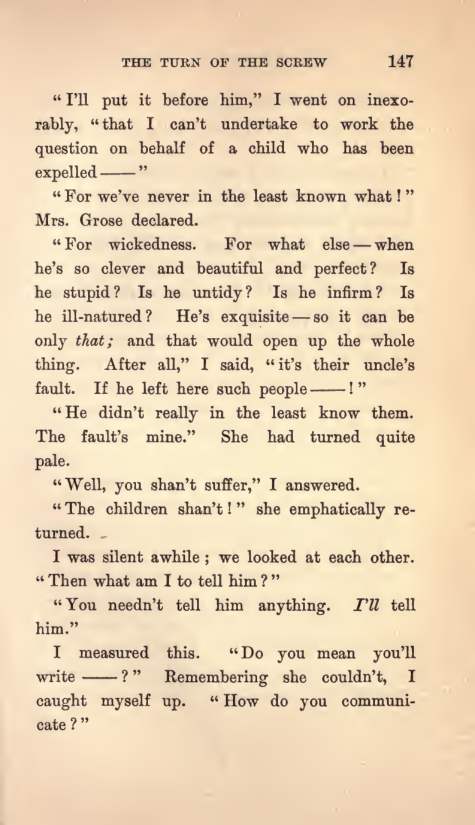 THE TURN OF THE SCREW 147
“I’ll put it before him,” I went on inexo-
rably, “that I can’t undertake to work the
question on behalf of a child who has been
expelled —— ”
“For we’ve never in the least known what!”
Mrs. Grose declared.
“For wickedness. For what else — when
he’s so clever and beautiful and perfect? Is
he stupid? Is he untidy? Is he infirm? Is
he ill-natured? He’s exquisite — so it can be
only that; and that would open up the whole
thing. After all,” I said, “it’s their uncle’s
fault. If he left here such people —— !”
“He didn’t really in the least know them.
The fault’s mine.” She had turned quite
pale.
“Well, you shan’t suffer,” I answered.
“The children shan’t!” she emphatically re-
turned.
I was silent awhile; we looked at each other.
“Then what am I to tell him?”
“You needn’t tell him anything. I’ll tell
him.”
I measured this. “Do you mean you’ll
write —— ?” Remembering she couldn’t, I
caught myself up. “How do you communi-
cate?”